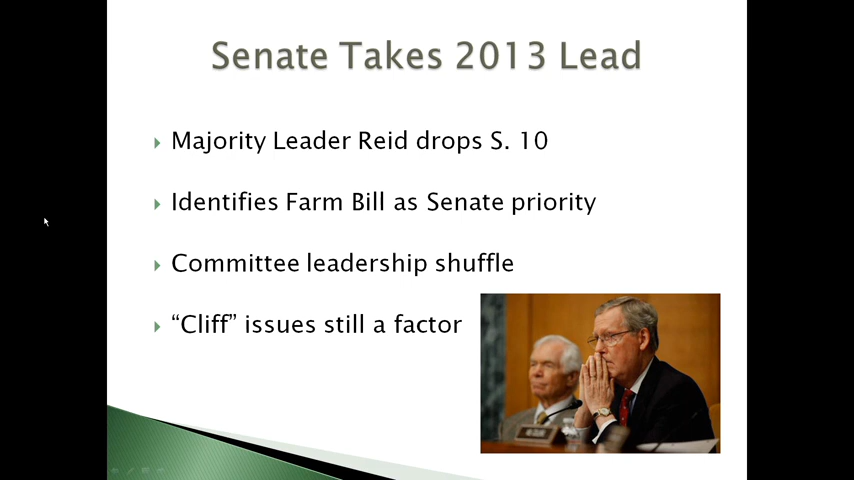 Senate Takes 2013 Lead
Majority Leader Reid drops S. 10
Identifies Farm Bill as Senate priority
Committee leadership shuffle
“Cliff” issues still a factor